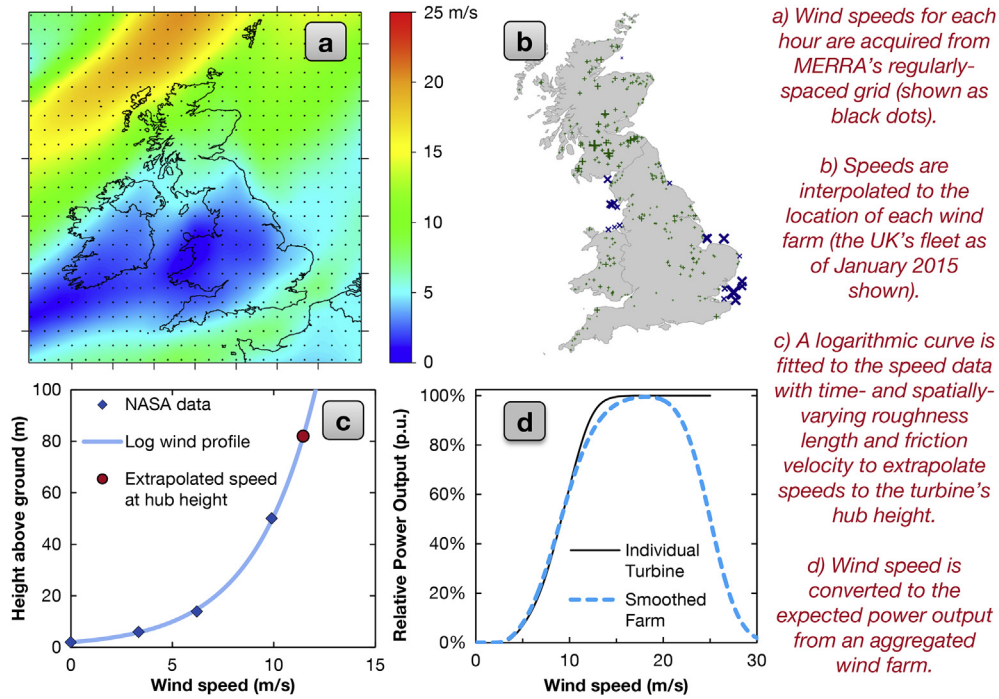 a
25 m/s
20
15
10
5
0
b
a) Wind speeds for each
hour are acquired from
MERRA's regularly-
spaced grid (shown as
black dots).
b) Speeds are
interpolated to the
location of each wind
farm (the UK's fleet as
of January 2015
shown).
c) A logarithmic curve is
fitted to the speed data
with time- and spatially-
varying roughness
length and friction
velocity to extrapolate
speeds to the turbine's
hub height.
d) Wind speed is
converted to the
expected power output
from an aggregated
wind farm.
c
Height above ground (m)
100
80
60
40
20
0
NASA data
Log wind profile
Extrapolated speed
at hub height
0 5 10 15
Wind speed (m/s)
d
Relative Power Output (p.u.)
100%
80%
60%
40%
20%
0%
Individual
Turbine
Smoothed
Farm
0 10 20 30
Wind speed (m/s)